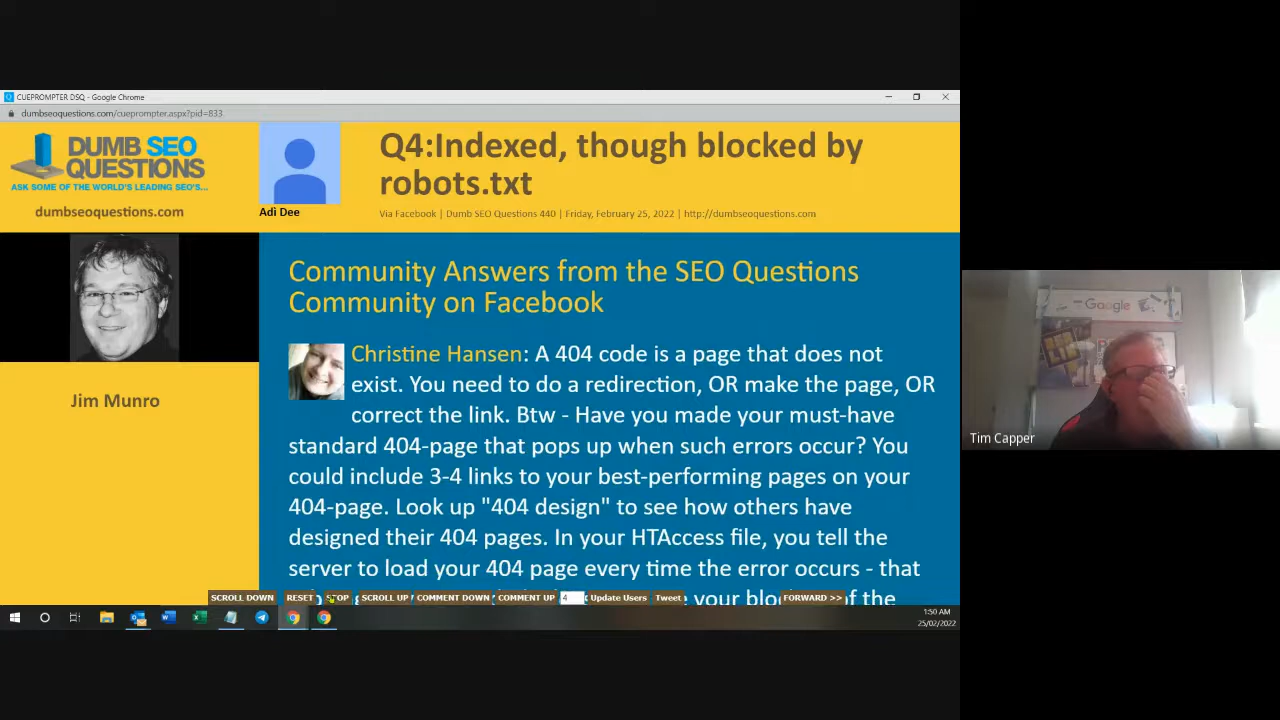 CUEPROMPTER DSQ - Google Chrome
dumbseoquestions.com/cueprompter.aspx?pid=833
DUMB SEO
QUESTIONS
ASK SOME OF THE WORLD'S LEADING SEO'S...
dumbseoquestions.com
Adi Dee
Q4:Indexed, though blocked by
robots.txt
Via Facebook | Dumb SEO Questions 440 | Friday, February 25, 2022 | http://dumbseoquestions.com
Jim Munro
Community Answers from the SEO Questions
Community on Facebook
Christine Hansen: A 404 code is a page that does not
exist. You need to do a redirection, OR make the page, OR
correct the link. Btw - Have you made your must-have
standard 404-page that pops up when such errors occur? You
could include 3-4 links to your best-performing pages on your
404-page. Look up "404 design" to see how others have
designed their 404 pages. In your HTAccess file, you tell the
server to load your 404 page every time the error occurs - that
your of the
SCROLL DOWN RESET STOP SCROLL UP COMMENT DOWN COMMENT UP 4 Update Users Tweet FORWARD >>
1:50 AM
25/02/2022
Google
Tim Capper